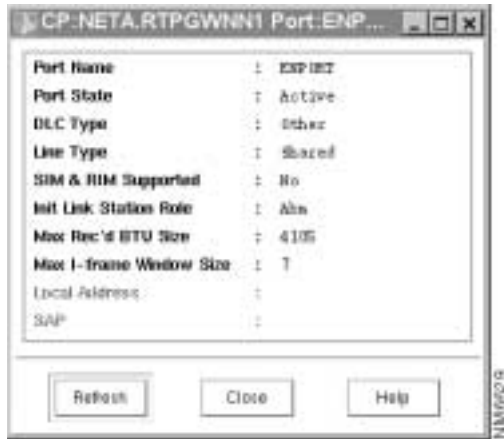 CP:NETA.RTPGWNN1 Port:ENP...
Port Name : ENPORT
Port State : Active
DLC Type : Other
Line Type : Shared
SIM & RIM Supported : No
Init Link Station Role : Abm
Max Rec'd BTU Size : 4105
Max I-frame Window Size : 7
Local Address :
SAP :
Refresh Close Help